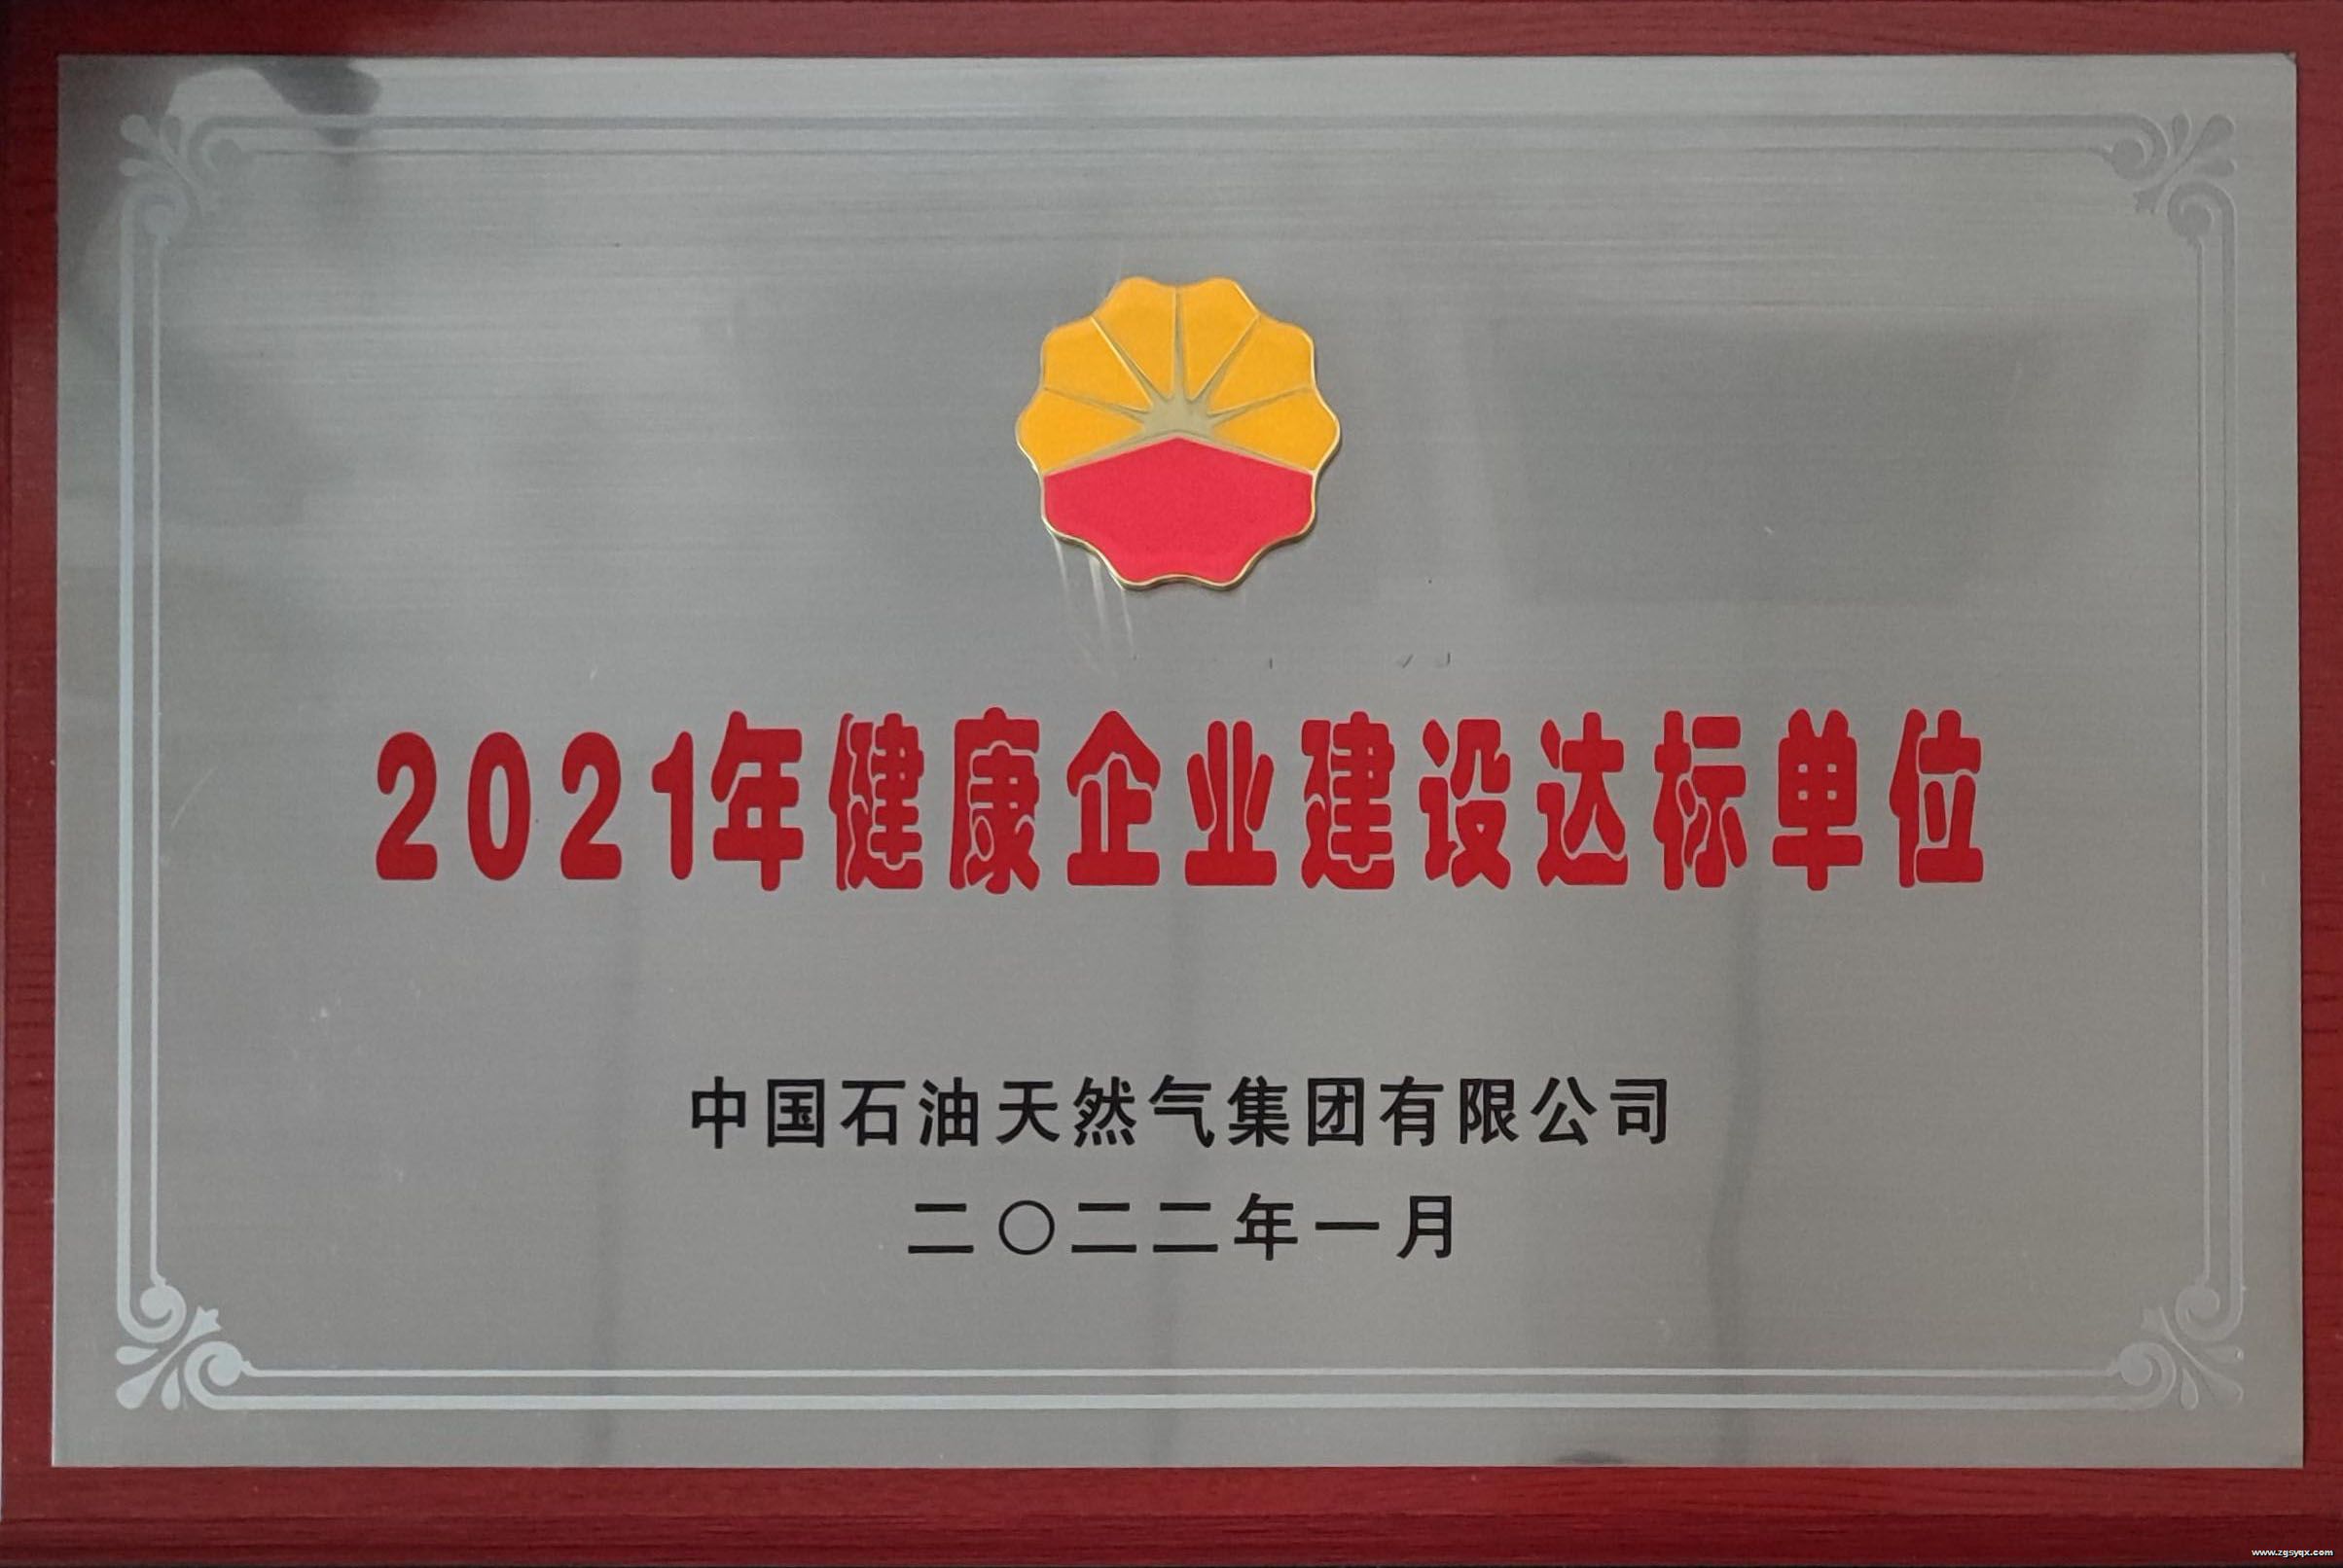 2021年健康企业建设达标单位
中国石油天然气集团有限公司
二〇二二年一月
www.zgsyqx.com